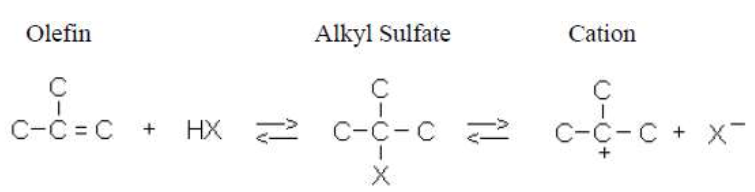 Olefin Alkyl Sulfate Cation
C C C
C-C=C + HX ⇌ C-C-C ⇌ C-C-C + X⁻
X +